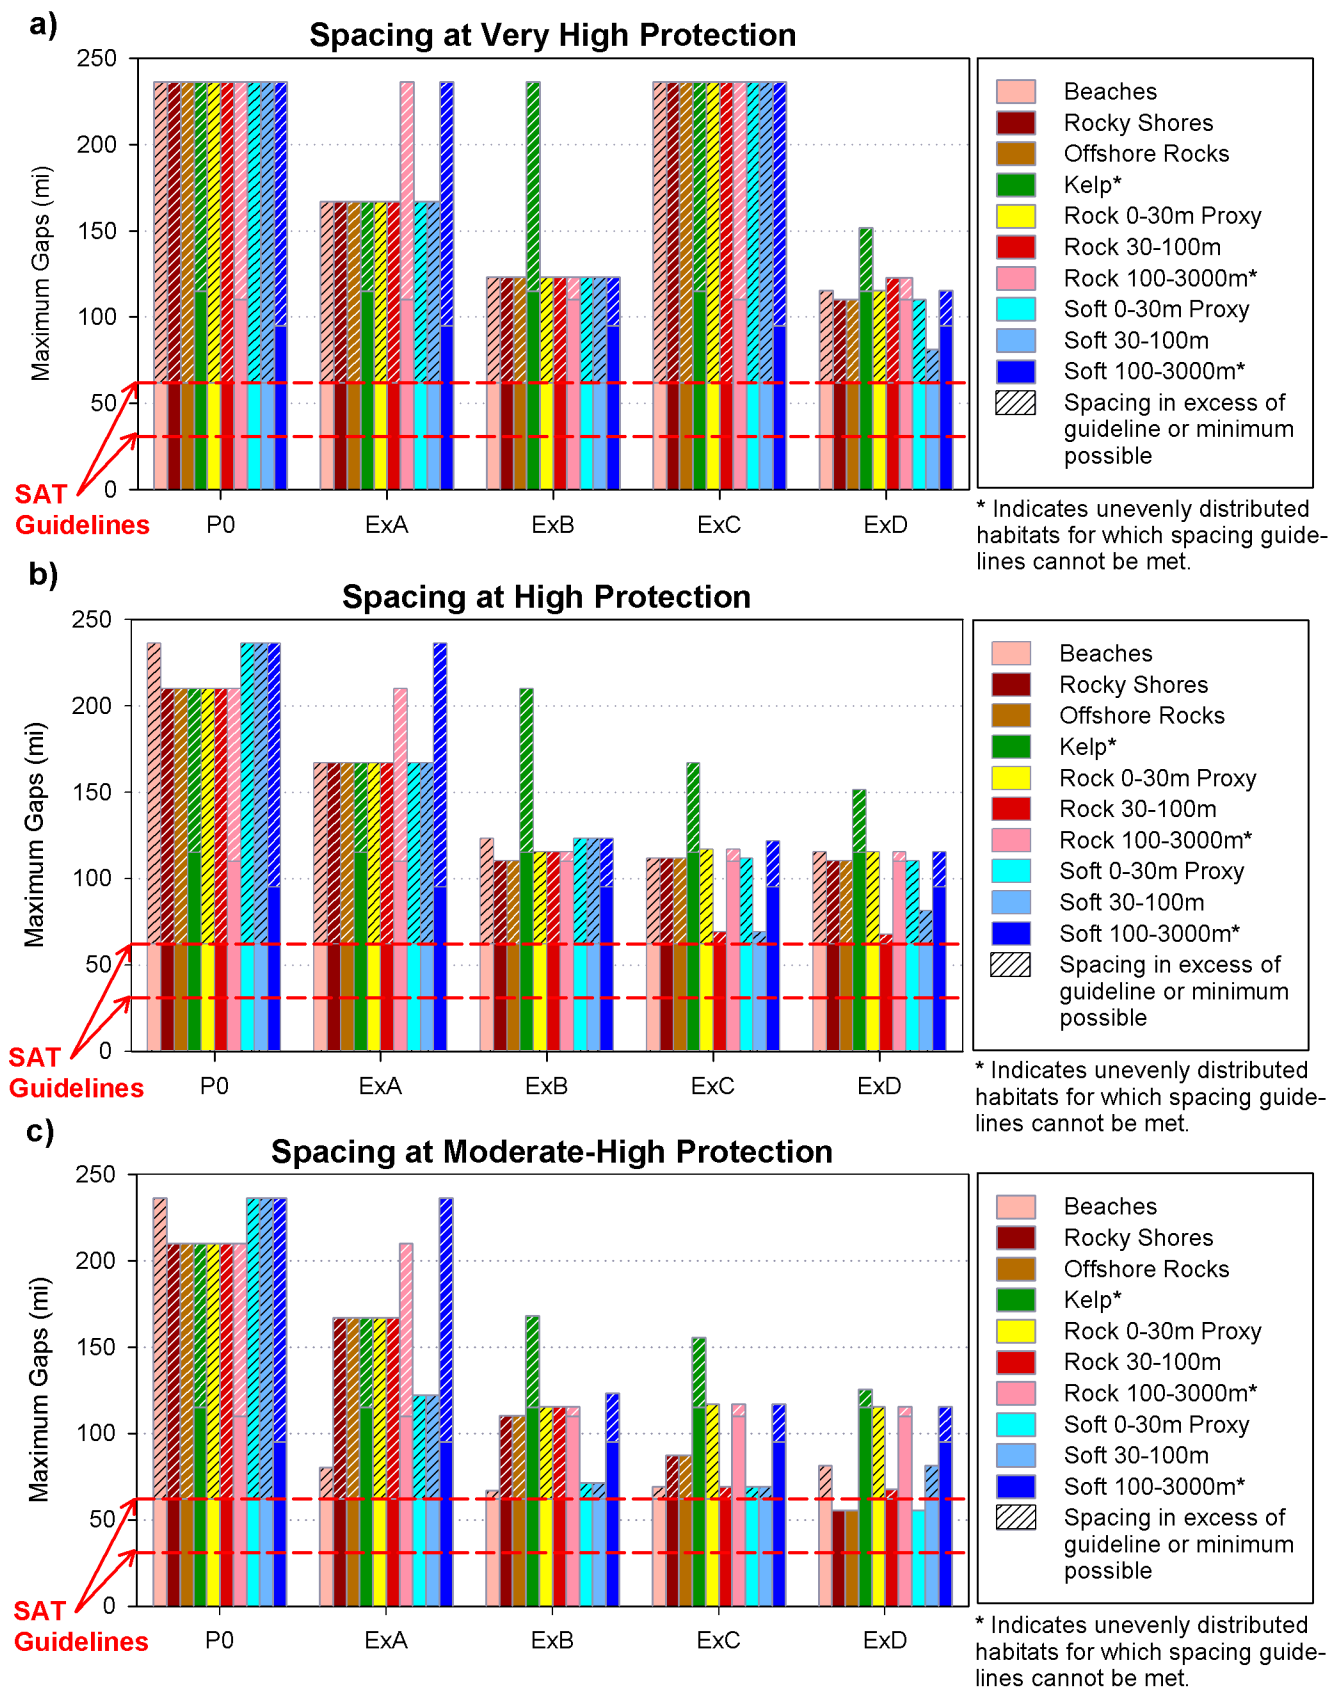 a)
Spacing at Very High Protection
Maximum Gaps (mi)
250
200
150
100
50
0
SAT
Guidelines
P0
ExA
ExB
ExC
ExD
Beaches
Rocky Shores
Offshore Rocks
Kelp*
Rock 0-30m Proxy
Rock 30-100m
Rock 100-3000m*
Soft 0-30m Proxy
Soft 30-100m
Soft 100-3000m*
Spacing in excess of
guideline or minimum
possible
* Indicates unevenly distributed
habitats for which spacing guide-
lines cannot be met.
b)
Spacing at High Protection
Maximum Gaps (mi)
250
200
150
100
50
0
SAT
Guidelines
P0
ExA
ExB
ExC
ExD
Beaches
Rocky Shores
Offshore Rocks
Kelp*
Rock 0-30m Proxy
Rock 30-100m
Rock 100-3000m*
Soft 0-30m Proxy
Soft 30-100m
Soft 100-3000m*
Spacing in excess of
guideline or minimum
possible
* Indicates unevenly distributed
habitats for which spacing guide-
lines cannot be met.
c)
Spacing at Moderate-High Protection
Maximum Gaps (mi)
250
200
150
100
50
0
SAT
Guidelines
P0
ExA
ExB
ExC
ExD
Beaches
Rocky Shores
Offshore Rocks
Kelp*
Rock 0-30m Proxy
Rock 30-100m
Rock 100-3000m*
Soft 0-30m Proxy
Soft 30-100m
Soft 100-3000m*
Spacing in excess of
guideline or minimum
possible
* Indicates unevenly distributed
habitats for which spacing guide-
lines cannot be met.